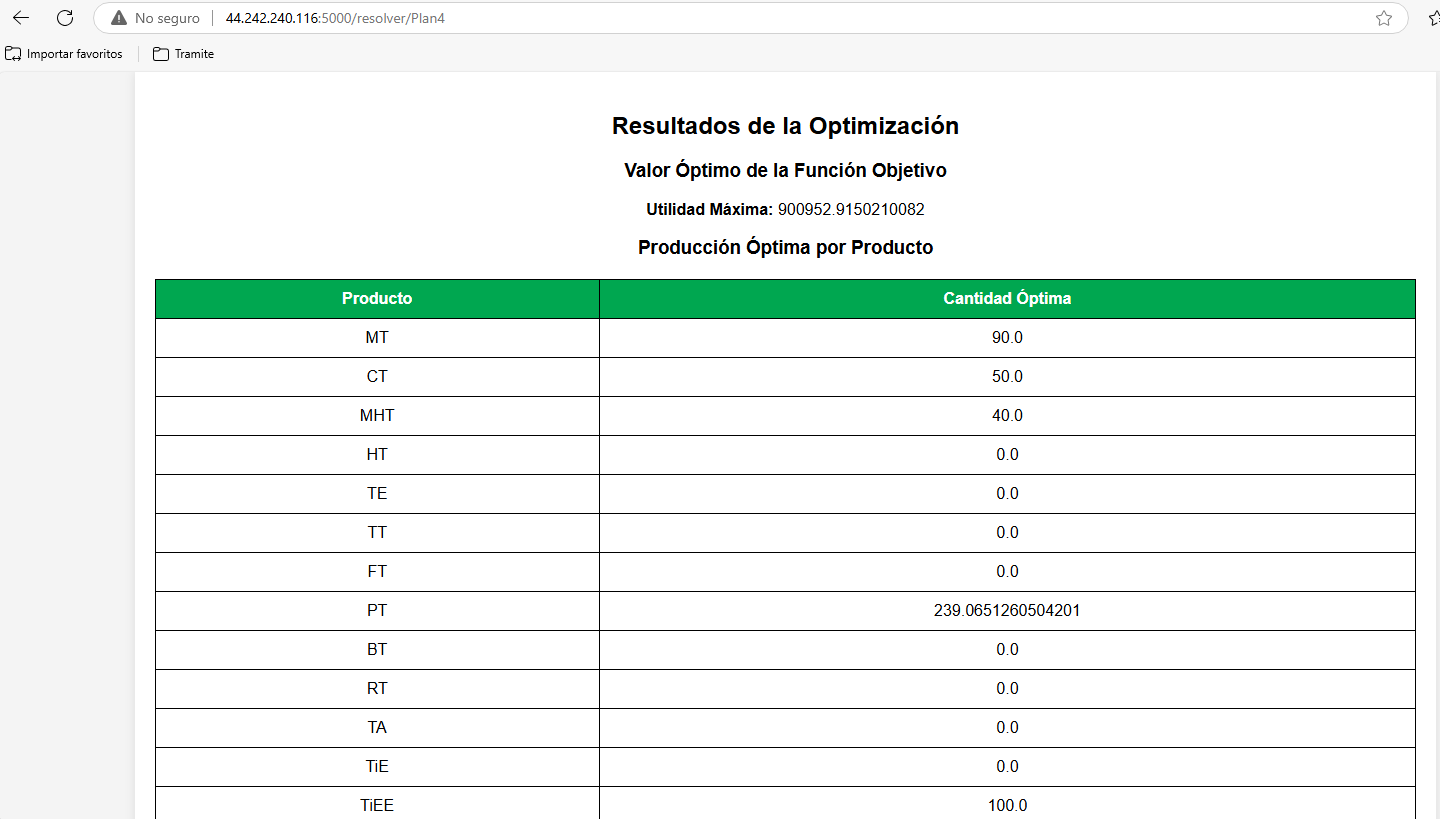 No seguro 44.242.240.116:5000/resolver/Plan4
Importar favoritos Tramite
Resultados de la Optimización
Valor Óptimo de la Función Objetivo
Utilidad Máxima: 900952.9150210082
Producción Óptima por Producto
Producto Cantidad Óptima
MT 90.0
CT 50.0
MHT 40.0
HT 0.0
TE 0.0
TT 0.0
FT 0.0
PT 239.0651260504201
BT 0.0
RT 0.0
TA 0.0
TiE 0.0
TiEE 100.0